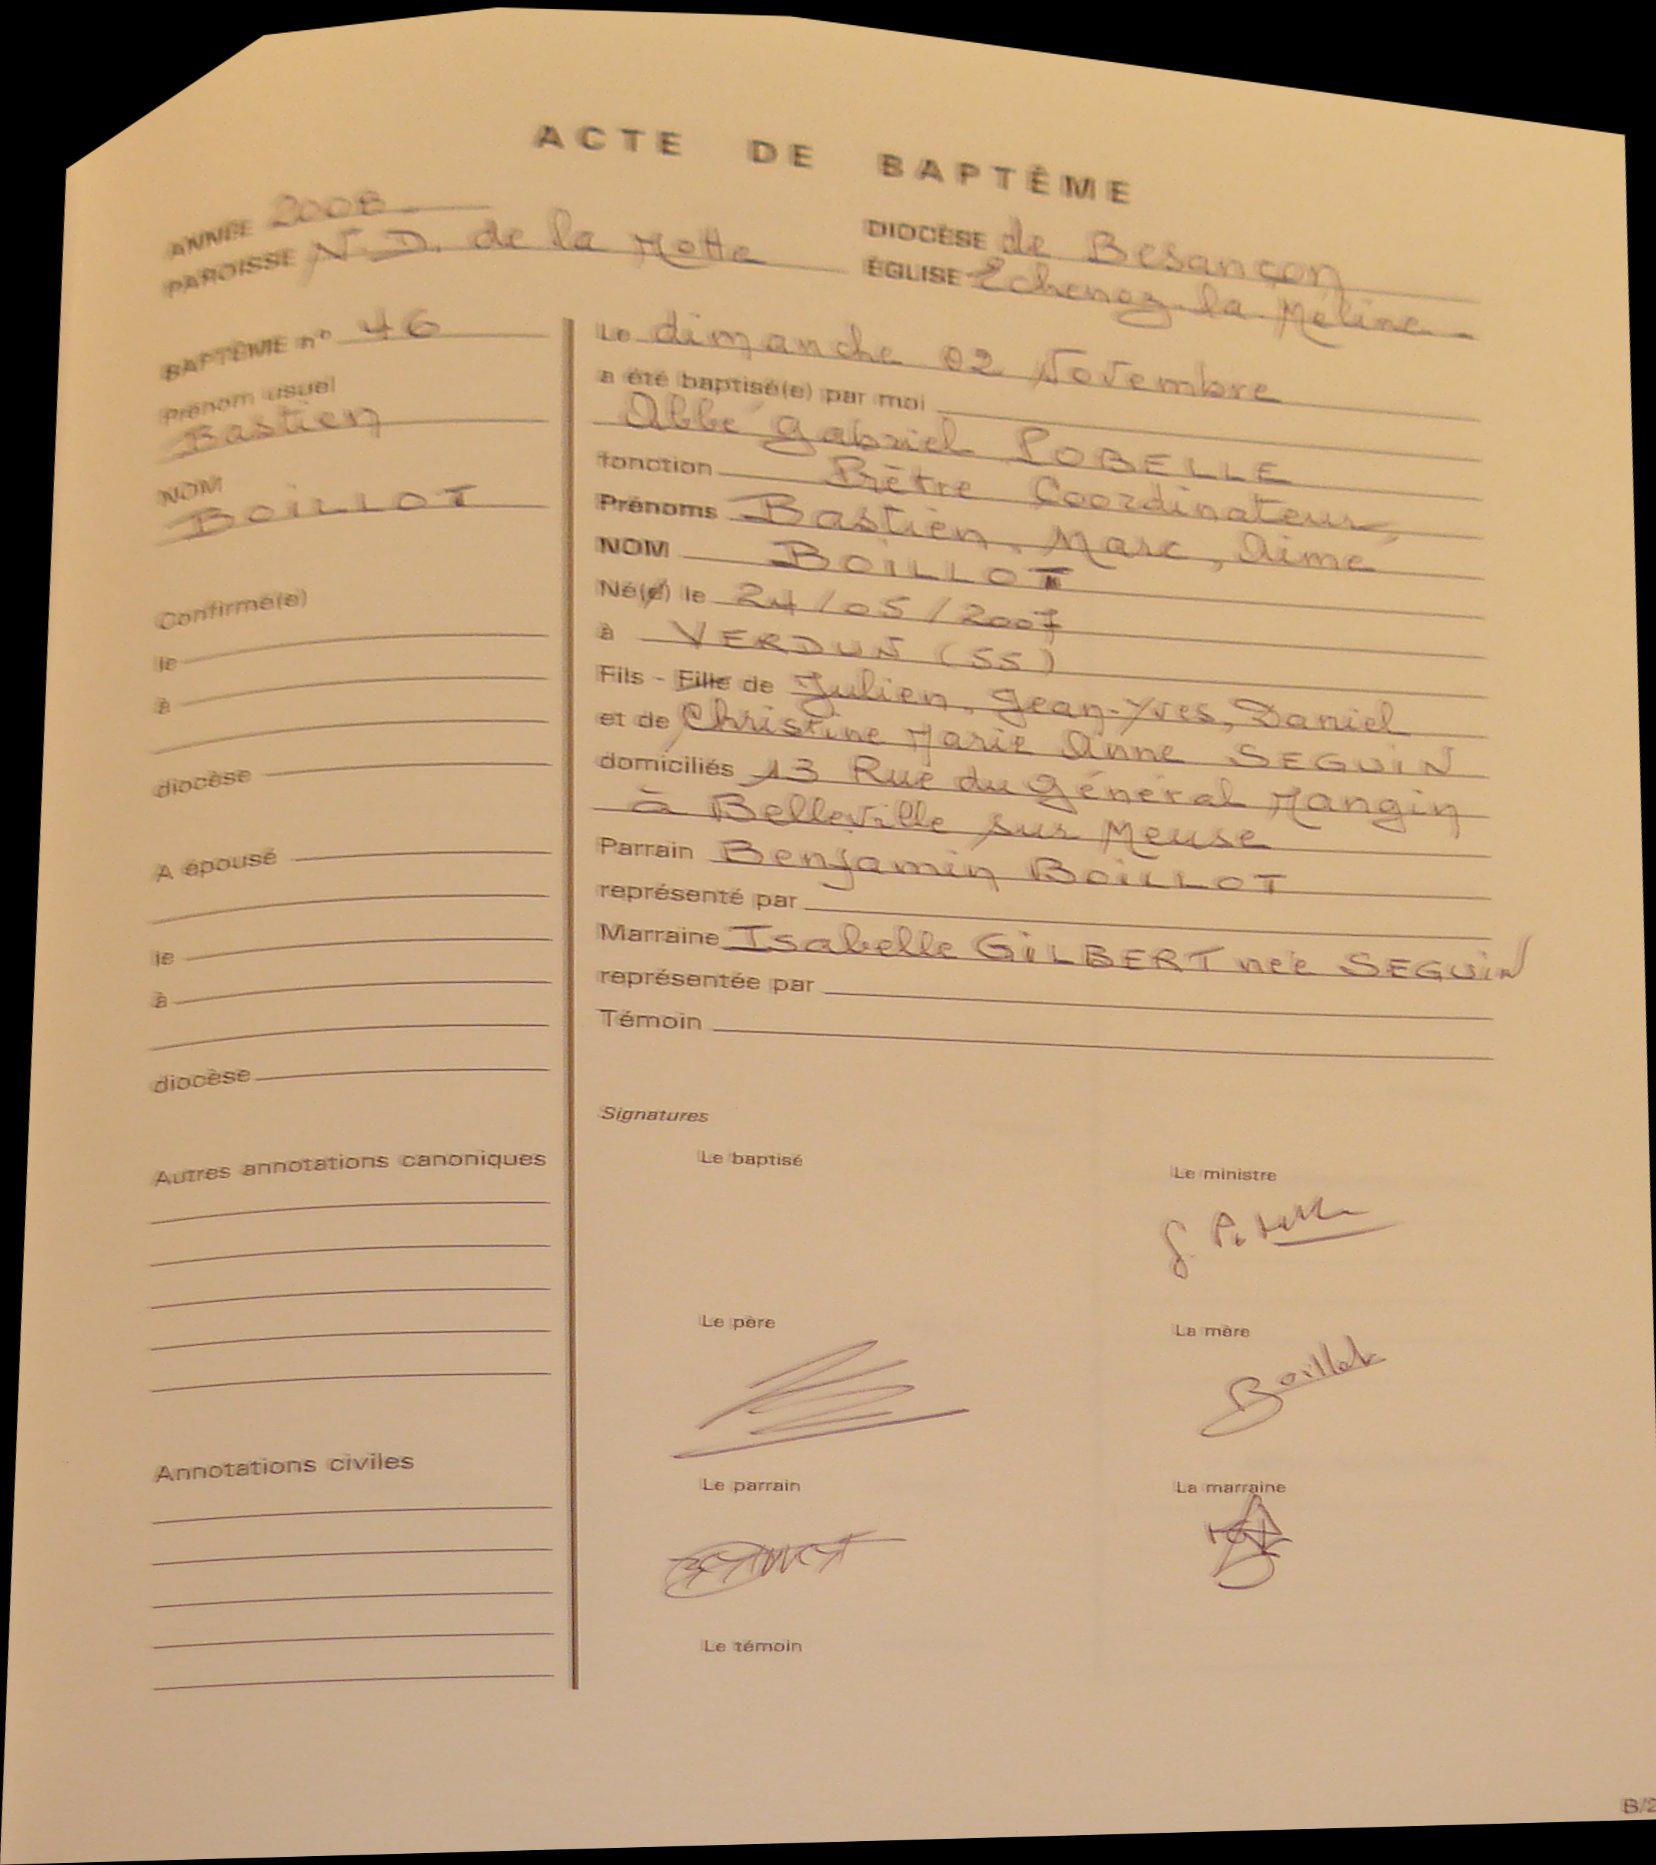 ACTE DE BAPTÊME
ANNÉE 2008
PAROISSE N.D. de la Motte
DIOCÈSE de Besançon
ÉGLISE Echenoz la Méline
BAPTÊME n° 46
Prénom usuel
Bastien
NOM
BOILLOT
Confirmé(e)
le
à
diocèse
A épousé
le
à
diocèse
Autres annotations canoniques
Annotations civiles
Le dimanche 02 Novembre
a été baptisé(e) par moi
Abbé Gabriel POBELLE
fonction Prêtre Coordinateur,
Prénoms Bastien, Marc, Aimé
NOM BOILLOT
Né(e) le 24/05/2007
à VERDUN (55)
Fils - Fille de Julien, Jean-Yves, Daniel
et de Christine Marie Anne SEGUIN
domiciliés 13 Rue du Général Mangin
à Belleville sur Meuse
Parrain Benjamin BOILLOT
représenté par
Marraine Isabelle GILBERT née SEGUIN
représentée par
Témoin
Signatures
Le baptisé
Le ministre
Le père
La mère
Boillot
Le parrain
La marraine
Le témoin